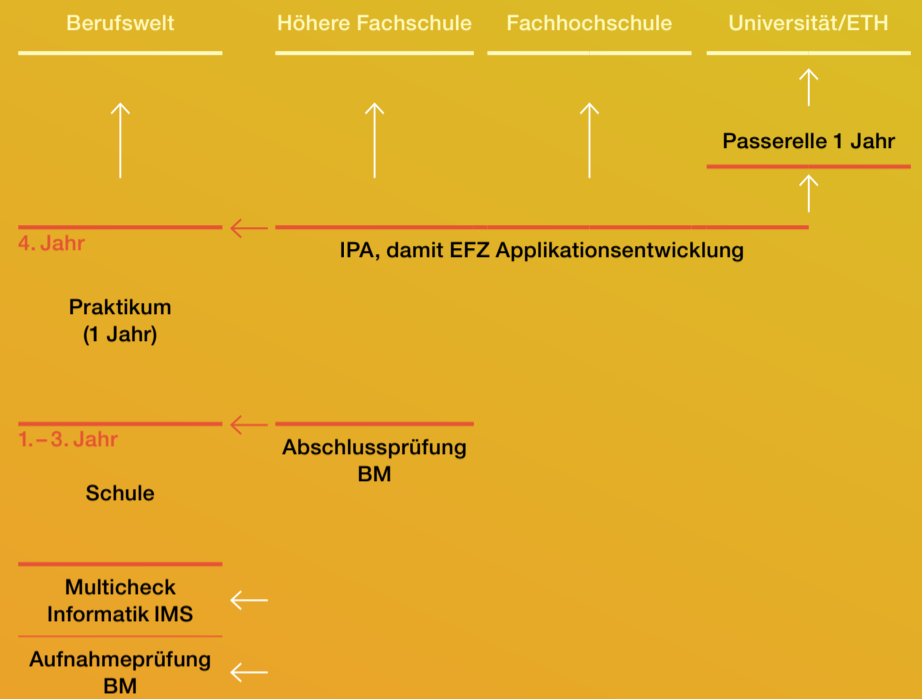 Berufswelt
Höhere Fachschule
Fachhochschule
Universität/ETH
Passerelle 1 Jahr
4. Jahr
IPA, damit EFZ Applikationsentwicklung
Praktikum
(1 Jahr)
1.–3. Jahr
Abschlussprüfung
BM
Schule
Multicheck
Informatik IMS
Aufnahmeprüfung
BM